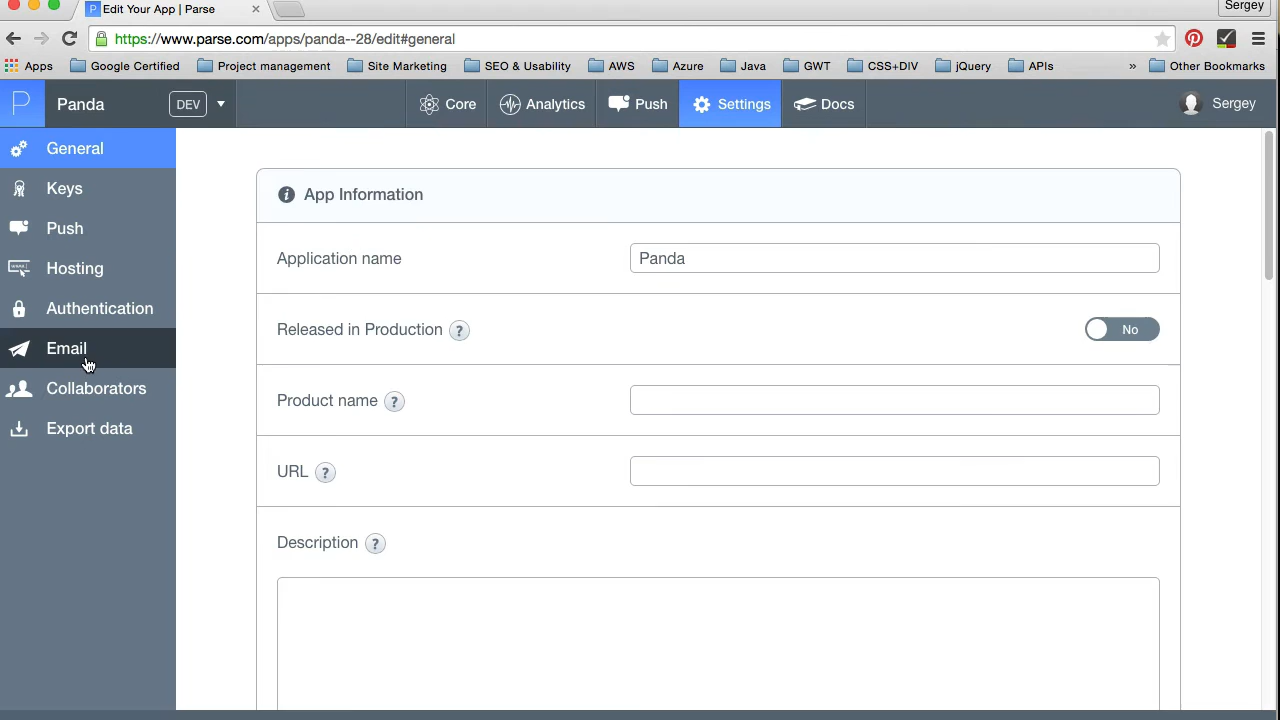 Edit Your App | Parse
Sergey
https://www.parse.com/apps/panda--28/edit#general
Apps Google Certified Project management Site Marketing SEO & Usability AWS Azure Java GWT CSS+DIV jQuery APIs » Other Bookmarks
P Panda DEV Core Analytics Push Settings Docs Sergey
General
Keys
Push
Hosting
Authentication
Email
Collaborators
Export data
App Information
Application name Panda
Released in Production ? No
Product name ?
URL ?
Description ?